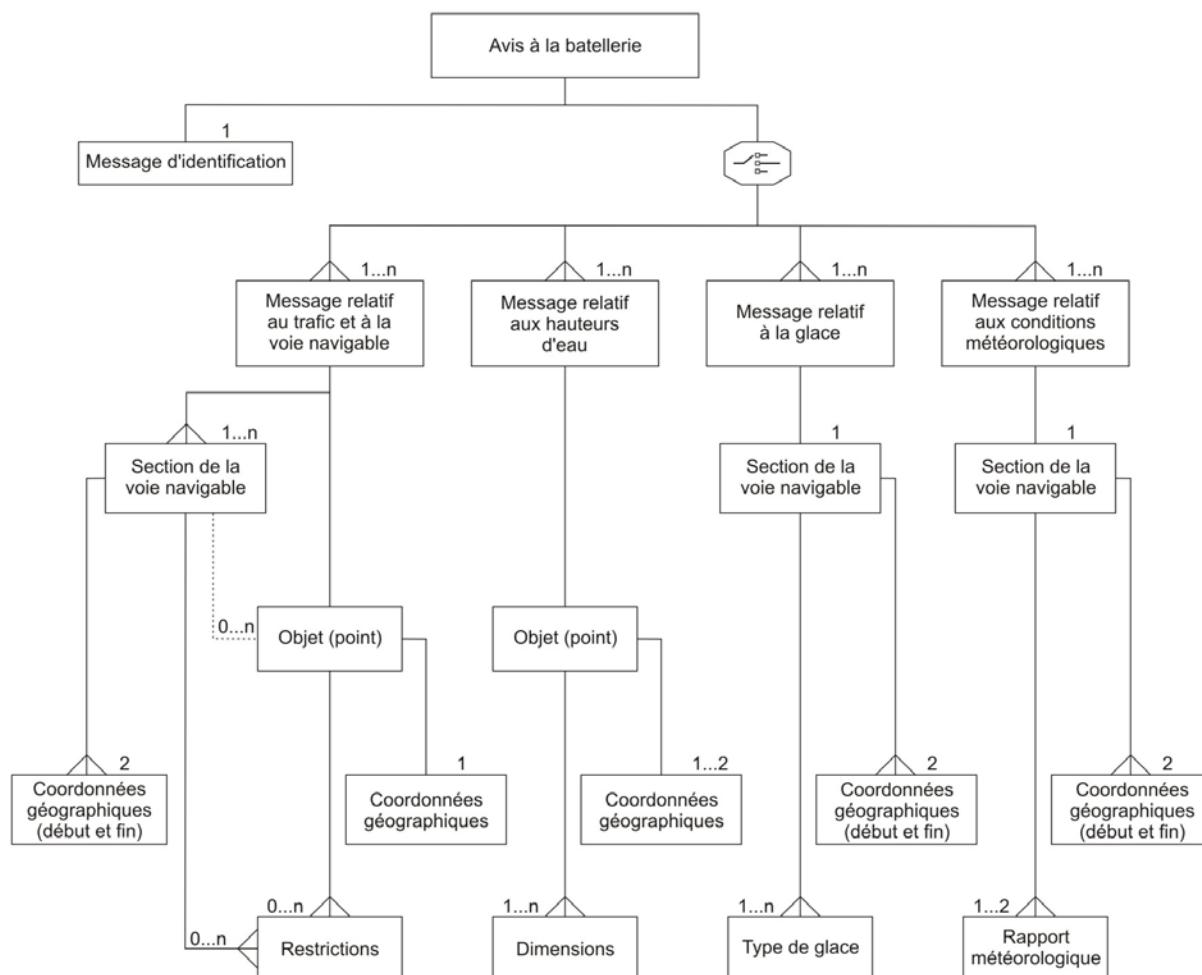 Avis à la batellerie
1
Message d'identification
1...n
1...n
1...n
1...n
Message relatif
au trafic et à la
voie navigable
Message relatif
aux hauteurs
d'eau
Message relatif
à la glace
Message relatif
aux conditions
météorologiques
1...n
1
1
Section de la
voie navigable
Section de la
voie navigable
Section de la
voie navigable
0...n
Objet (point)
Objet (point)
2
1
1...2
2
2
Coordonnées
géographiques
(début et fin)
Coordonnées
géographiques
Coordonnées
géographiques
Coordonnées
géographiques
(début et fin)
Coordonnées
géographiques
(début et fin)
0...n
0...n
1...n
1...n
1...2
Restrictions
Dimensions
Type de glace
Rapport
météorologique